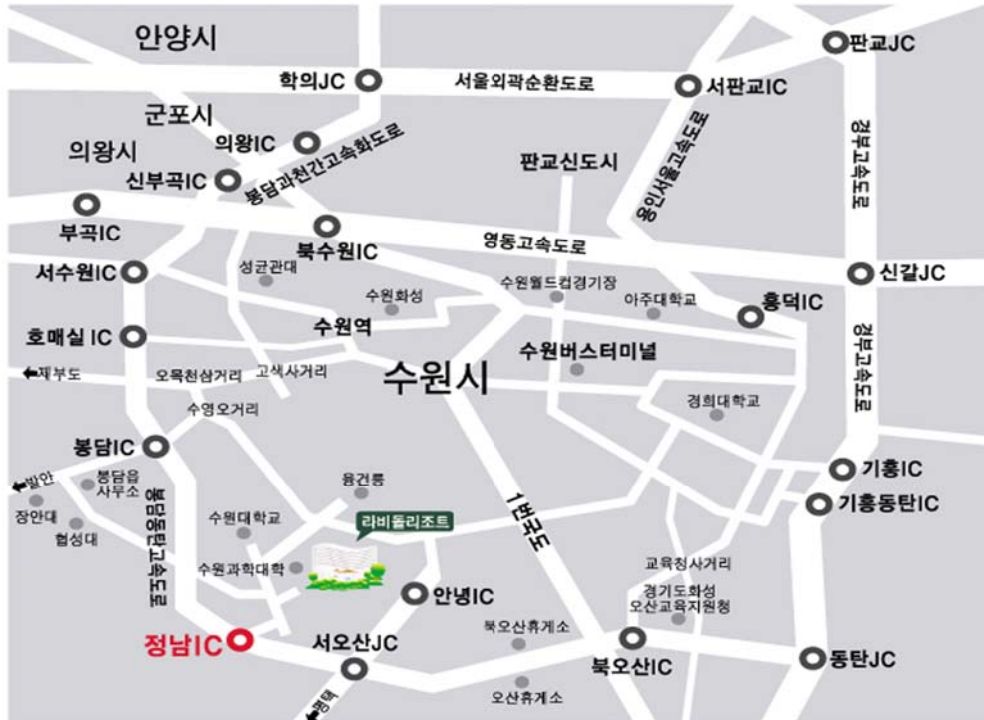 안양시
판교JC
학의JC
서울외곽순환도로
서판교IC
군포시
의왕IC
의왕시
봉담과천간고속화도로
신부곡IC
판교신도시
용인서울고속도로
경부고속도로
부곡IC
북수원IC
영동고속도로
서수원IC
성균관대
신갈JC
수원월드컵경기장
수원화성
아주대학교
흥덕IC
호매실 IC
수원역
수원버스터미널
경부고속도로
제부도
오목천삼거리
고색사거리
수원시
수영오거리
경희대학교
봉담IC
기흥IC
발안
봉담읍
사무소
융건릉
기흥동탄IC
장안대
협성대
봉담동탄고속도로
수원대학교
라비돌리조트
1번국도
수원과학대학
교육청사거리
안녕IC
경기도화성
오산교육지원청
정남IC
서오산JC
북오산휴게소
북오산IC
동탄JC
오산휴게소
평택